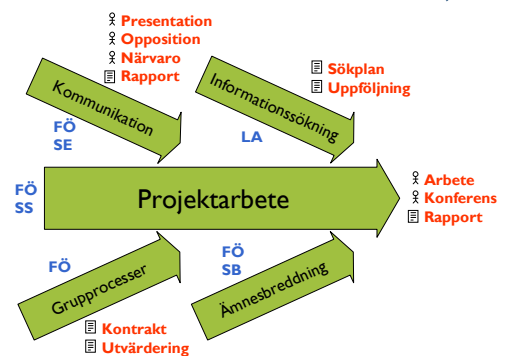 Presentation
Opposition
Närvaro
Rapport
Kommunikation
FÖ
SE
Sökplan
Uppföljning
Informationssökning
LA
FÖ
SS
Projektarbete
Arbete
Konferens
Rapport
FÖ
Grupprocesser
Kontrakt
Utvärdering
FÖ
SB
Ämnesbreddning